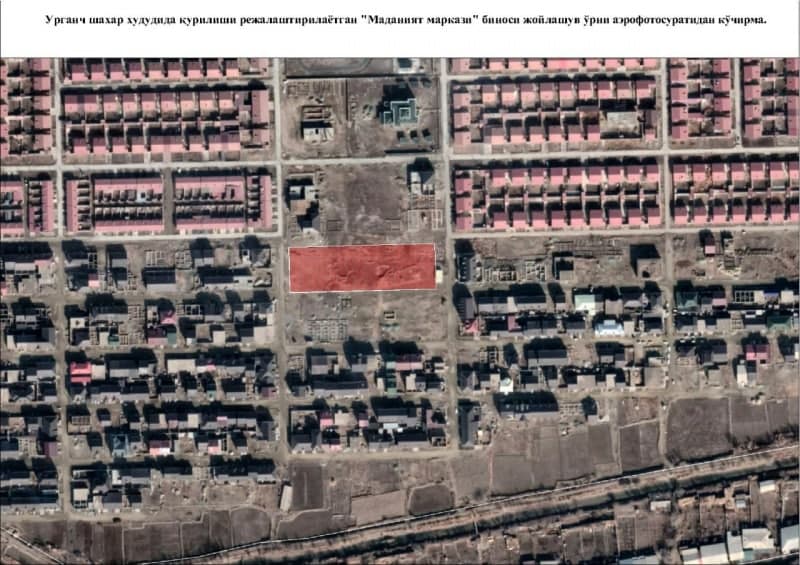 Урганч шаҳар ҳудудида қурилиши режалаштирилаётган "Маданият маркази" биноси жойлашув ўрни аэрофотосуратидан кўчирма.